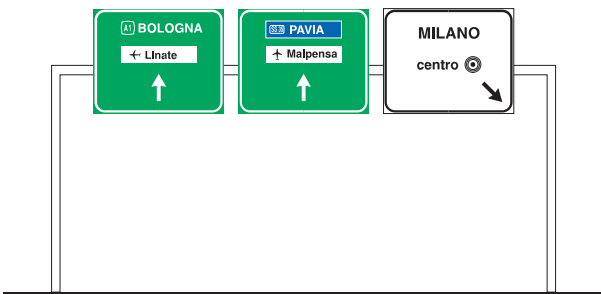 A1 BOLOGNA
Linate
PAVIA
Malpensa
MILANO
centro